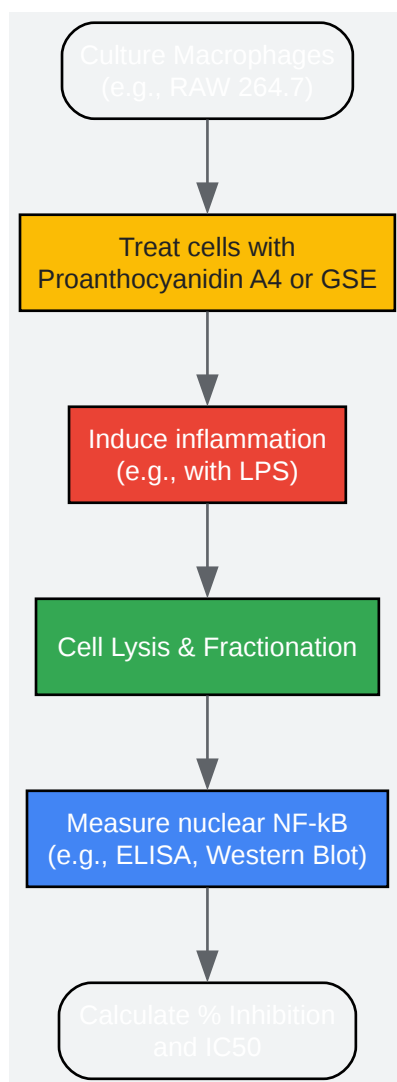 Culture Macrophages
(e.g., RAW 264.7)
Treat cells with
Proanthocyanidin A4 or GSE
Induce inflammation
(e.g., with LPS)
Cell Lysis & Fractionation
Measure nuclear NF-kB
(e.g., ELISA, Western Blot)
Calculate % Inhibition
and IC50